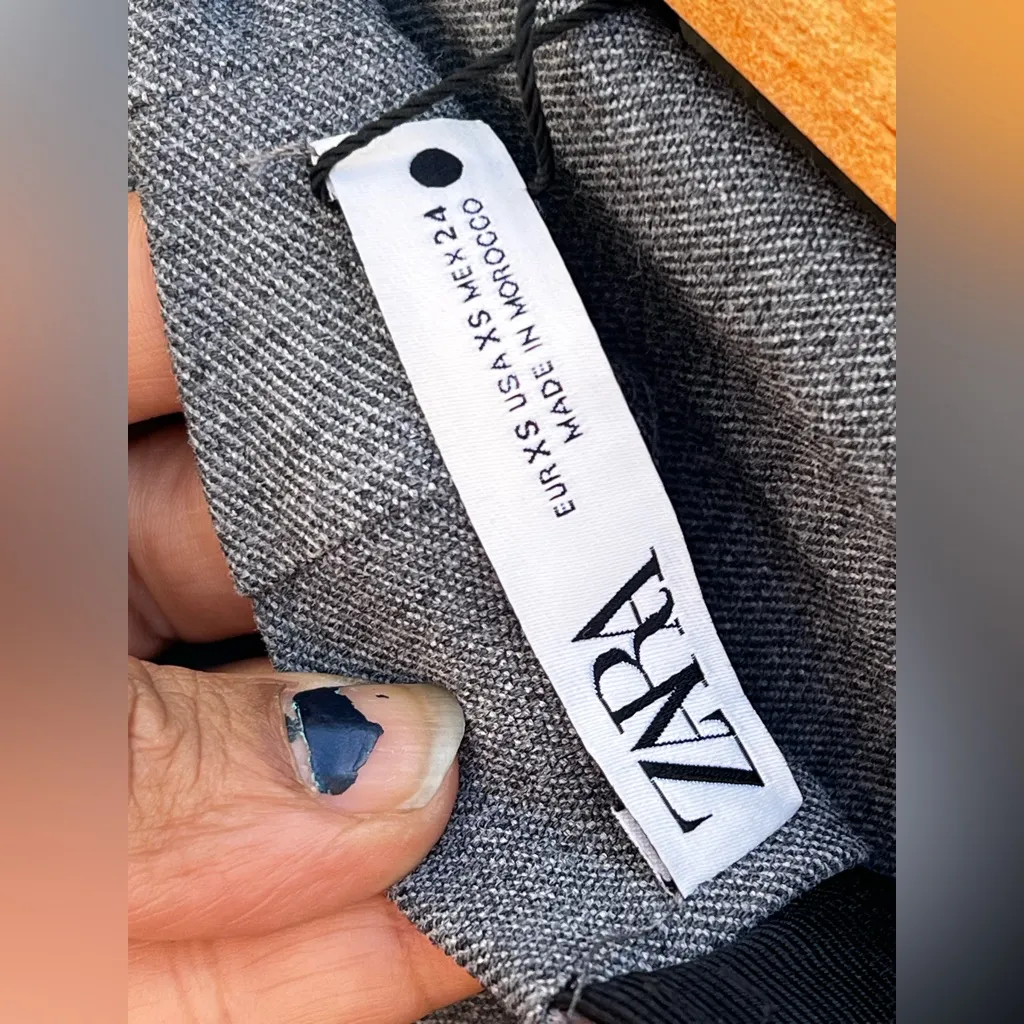 ZARA
EUR XS USA XS MEX 24
MADE IN MOROCCO